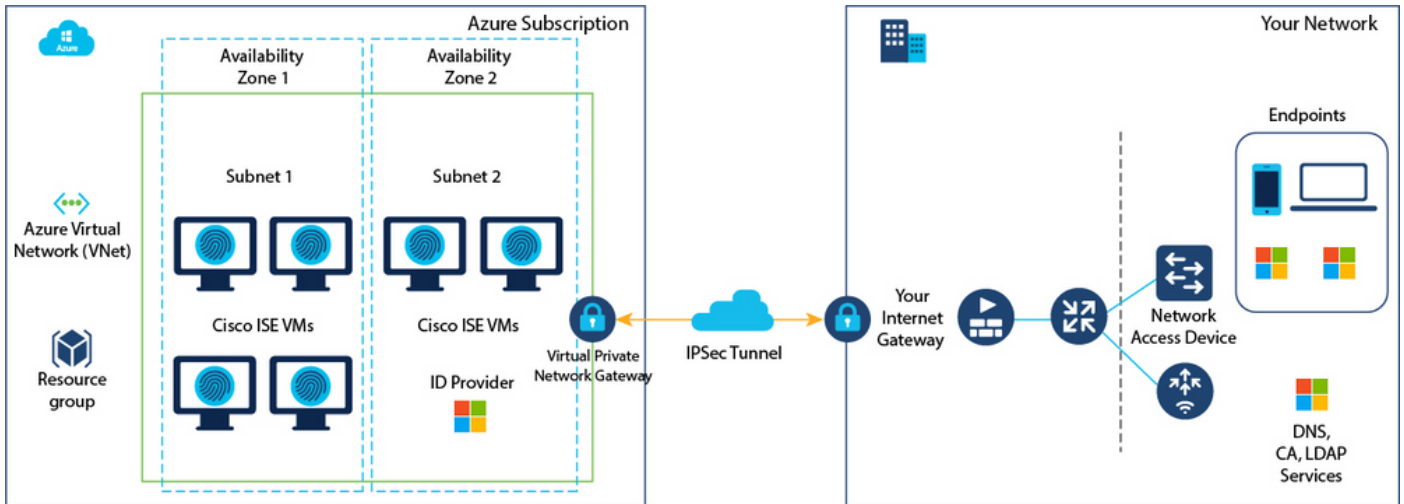 Azure Subscription
Azure
Availability
Zone 1
Availability
Zone 2
Subnet 1
Subnet 2
Azure Virtual
Network (VNet)
Cisco ISE VMs
Cisco ISE VMs
Resource
group
ID Provider
Virtual Private
Network Gateway
IPSec Tunnel
Your Network
Your
Internet
Gateway
Network
Access Device
Endpoints
DNS,
CA, LDAP
Services